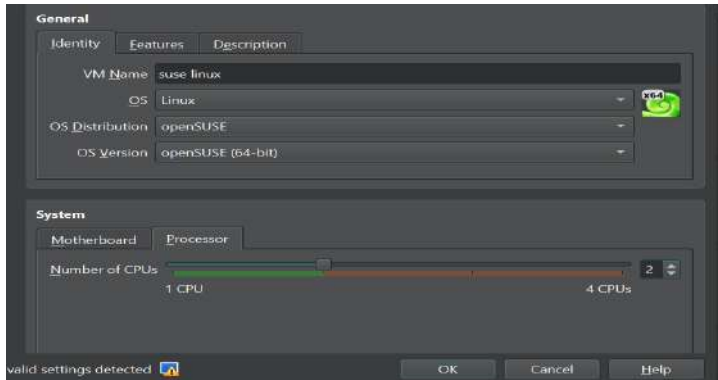 General
Identity Features Description
VM Name suse linux
OS Linux
x64
OS Distribution openSUSE
OS Version openSUSE (64-bit)
System
Motherboard Processor
Number of CPUs 2
1 CPU 4 CPUs
valid settings detected OK Cancel Help